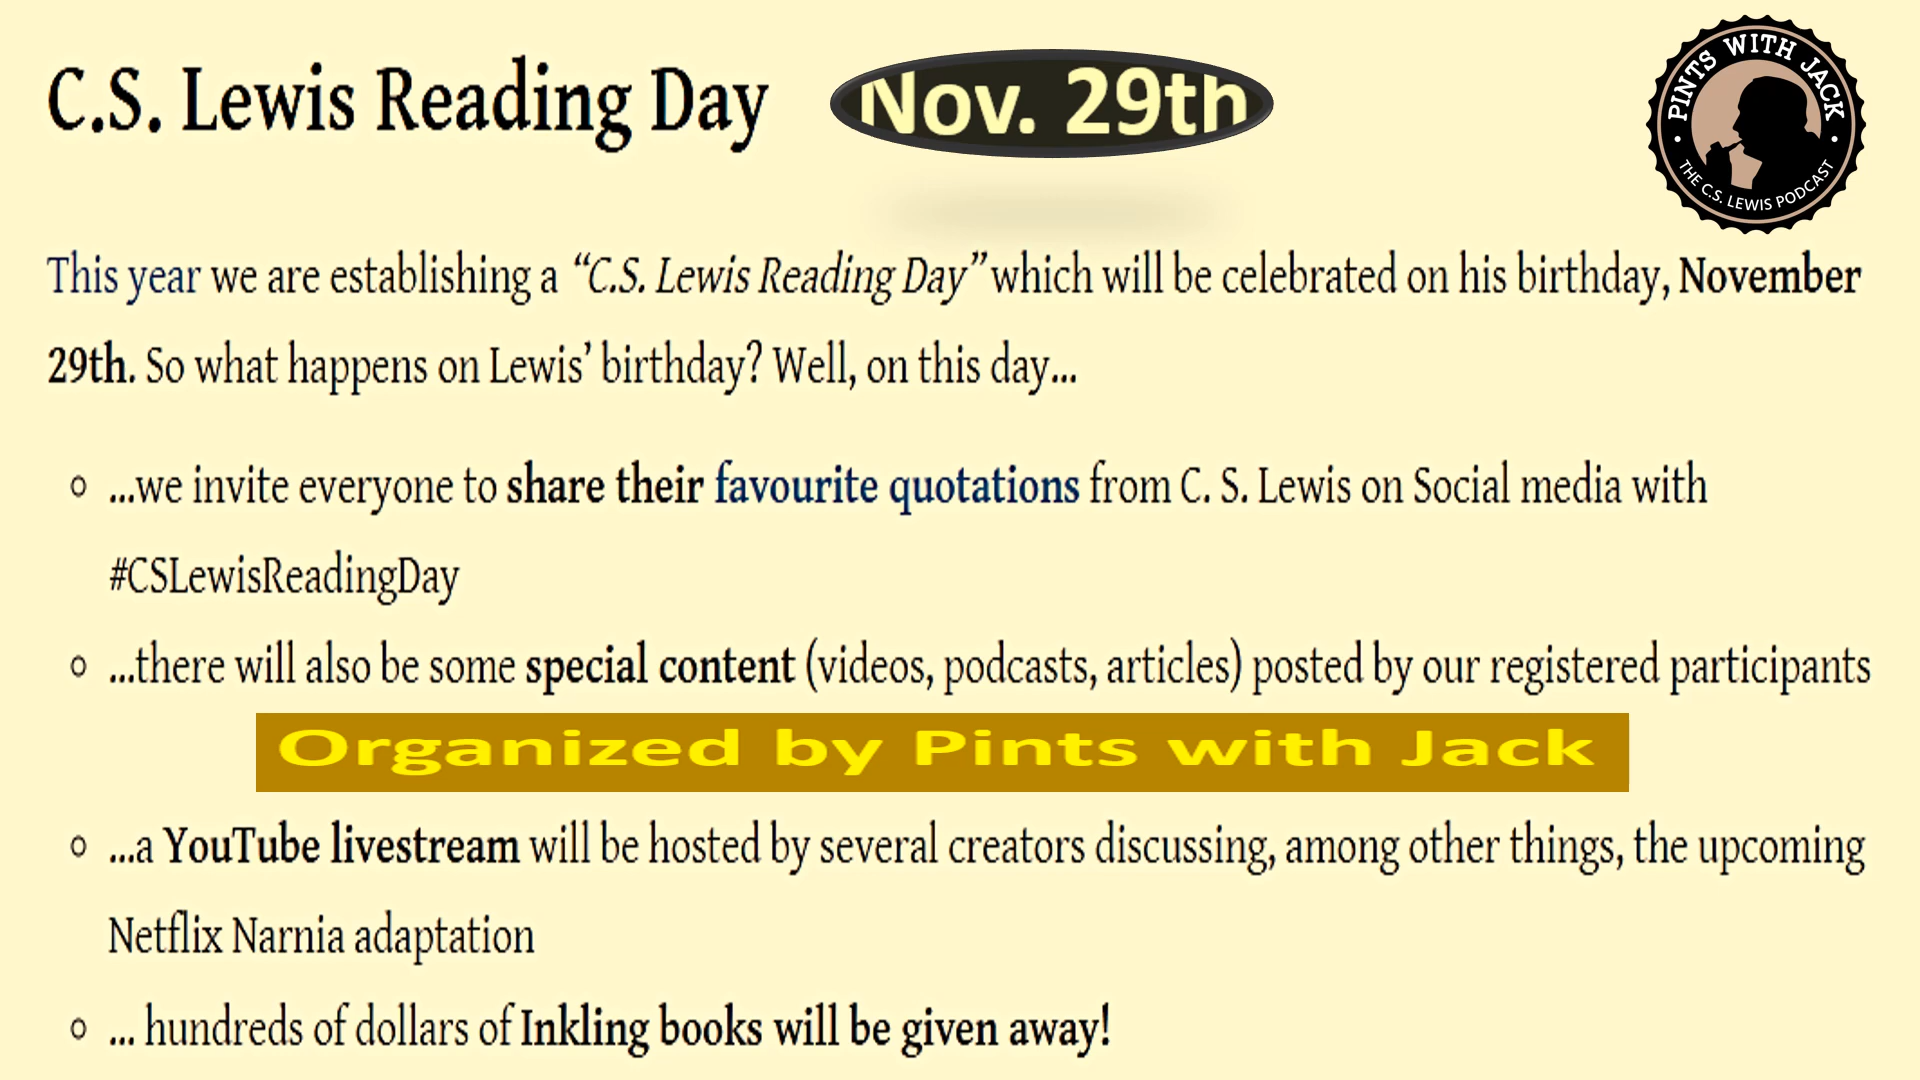 C.S. Lewis Reading Day
Nov. 29th
PINTS WITH JACK
THE C.S. LEWIS PODCAST
This year we are establishing a “C.S. Lewis Reading Day” which will be celebrated on his birthday, November
29th. So what happens on Lewis’ birthday? Well, on this day...
...we invite everyone to share their favourite quotations from C. S. Lewis on Social media with
#CSLewisReadingDay
...there will also be some special content (videos, podcasts, articles) posted by our registered participants
Organized by Pints with Jack
...a YouTube livestream will be hosted by several creators discussing, among other things, the upcoming
Netflix Narnia adaptation
... hundreds of dollars of Inkling books will be given away!